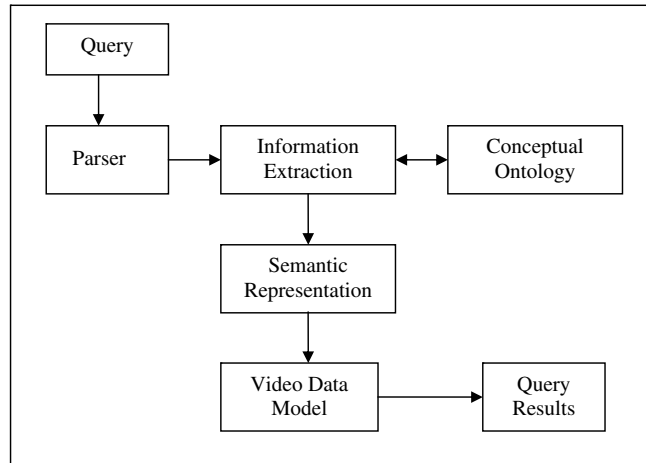 Query
Parser
Information
Extraction
Conceptual
Ontology
Semantic
Representation
Video Data
Model
Query
Results